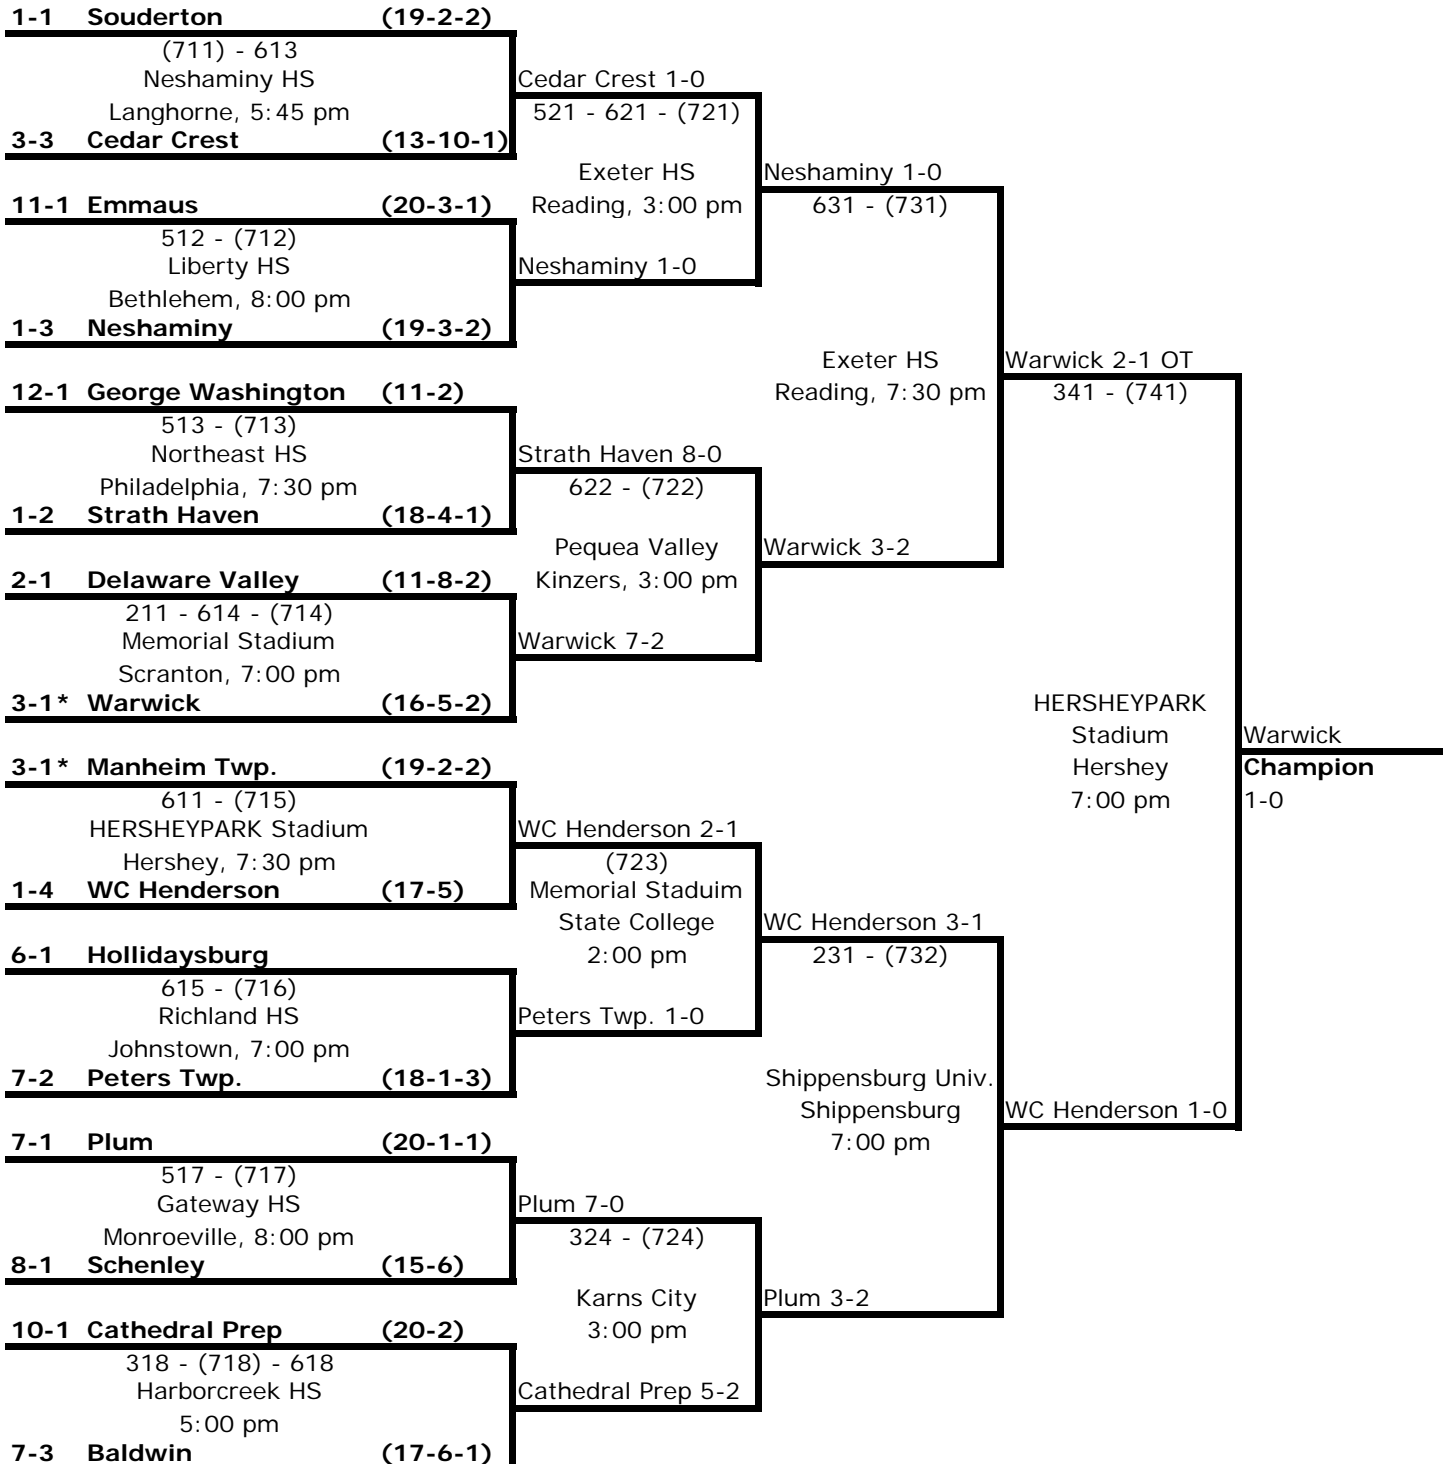 1-1 Souderton (19-2-2)
(711) - 613
Neshaminy HS
Langhorne, 5:45 pm
3-3 Cedar Crest (13-10-1)
11-1 Emmaus (20-3-1)
512 - (712)
Liberty HS
Bethlehem, 8:00 pm
1-3 Neshaminy (19-3-2)
12-1 George Washington (11-2)
513 - (713)
Northeast HS
Philadelphia, 7:30 pm
1-2 Strath Haven (18-4-1)
2-1 Delaware Valley (11-8-2)
211 - 614 - (714)
Memorial Stadium
Scranton, 7:00 pm
3-1* Warwick (16-5-2)
3-1* Manheim Twp. (19-2-2)
611 - (715)
HERSHEYPARK Stadium
Hershey, 7:30 pm
1-4 WC Henderson (17-5)
6-1 Hollidaysburg
615 - (716)
Richland HS
Johnstown, 7:00 pm
7-2 Peters Twp. (18-1-3)
7-1 Plum (20-1-1)
517 - (717)
Gateway HS
Monroeville, 8:00 pm
8-1 Schenley (15-6)
10-1 Cathedral Prep (20-2)
318 - (718) - 618
Harborcreek HS
5:00 pm
7-3 Baldwin (17-6-1)
Cedar Crest 1-0
521 - 621 - (721)
Exeter HS
Reading, 3:00 pm
Neshaminy 1-0
Strath Haven 8-0
622 - (722)
Pequea Valley
Kinzers, 3:00 pm
Warwick 7-2
WC Henderson 2-1
(723)
Memorial Staduim
State College
2:00 pm
Peters Twp. 1-0
Plum 7-0
324 - (724)
Karns City
3:00 pm
Cathedral Prep 5-2
Neshaminy 1-0
631 - (731)
Exeter HS
Reading, 7:30 pm
Warwick 3-2
WC Henderson 3-1
231 - (732)
Shippensburg Univ.
Shippensburg
7:00 pm
Plum 3-2
Warwick 2-1 OT
341 - (741)
HERSHEYPARK
Stadium
Hershey
7:00 pm
WC Henderson 1-0
Warwick
Champion
1-0